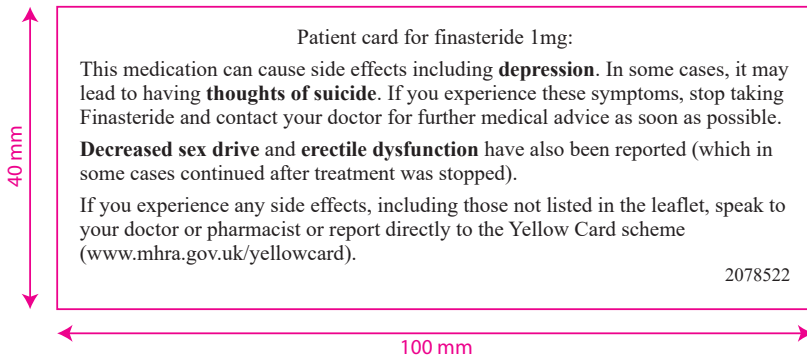 Patient card for finasteride 1mg:
This medication can cause side effects including depression. In some cases, it may
lead to having thoughts of suicide. If you experience these symptoms, stop taking
Finasteride and contact your doctor for further medical advice as soon as possible.
Decreased sex drive and erectile dysfunction have also been reported (which in
some cases continued after treatment was stopped).
If you experience any side effects, including those not listed in the leaflet, speak to
your doctor or pharmacist or report directly to the Yellow Card scheme
(www.mhra.gov.uk/yellowcard).
2078522
40 mm
100 mm